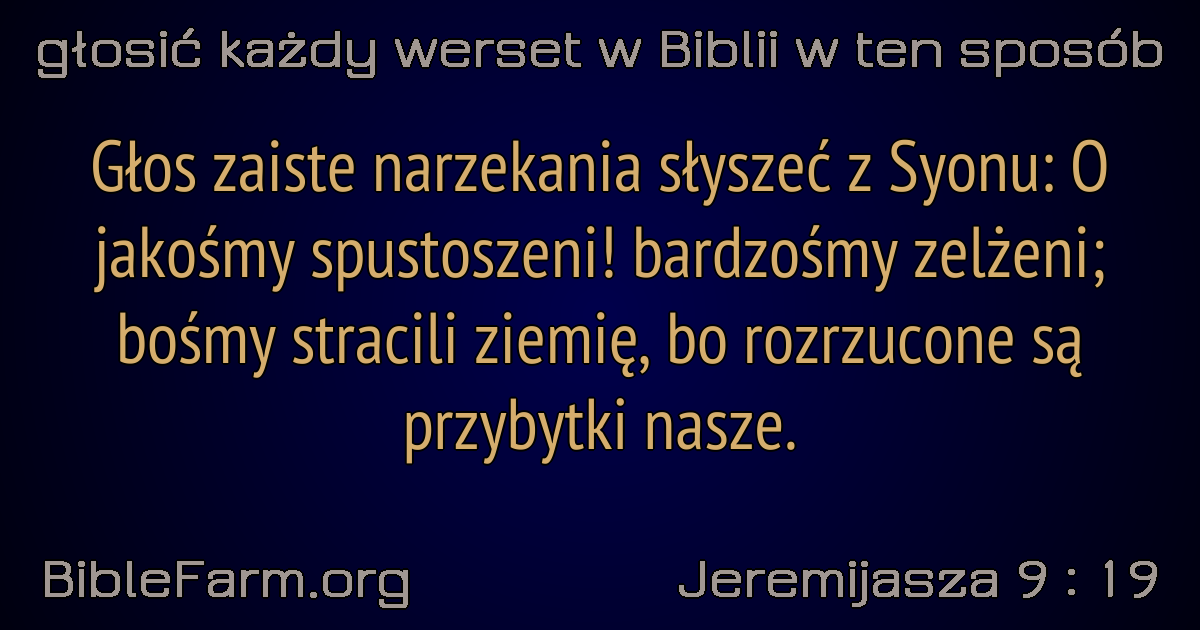 głosić każdy werset w Biblii w ten sposób
Głos zaiste narzekania słyszeć z Syonu: O
jakośmy spustoszeni! bardzośmy zelżeni;
bośmy stracili ziemię, bo rozrzucone są
przybytki nasze.
BibleFarm.org
Jeremijasza 9 : 19